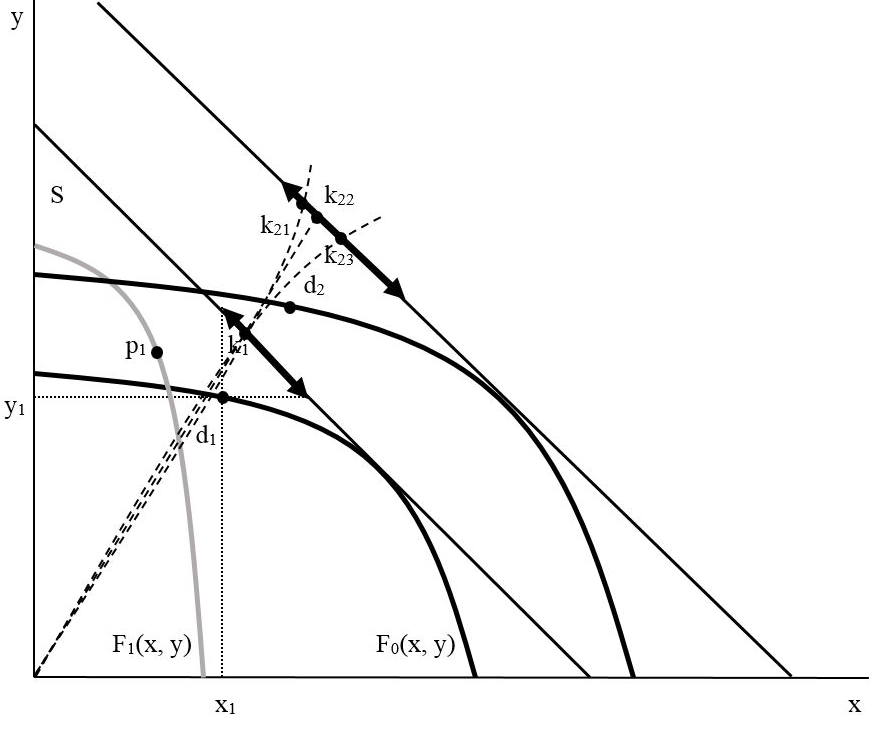 y
S
k₂₂
k₂₁
k₂₃
d₂
k₁
p₁
y₁
d₁
F₁(x, y)
F₀(x, y)
x₁
x